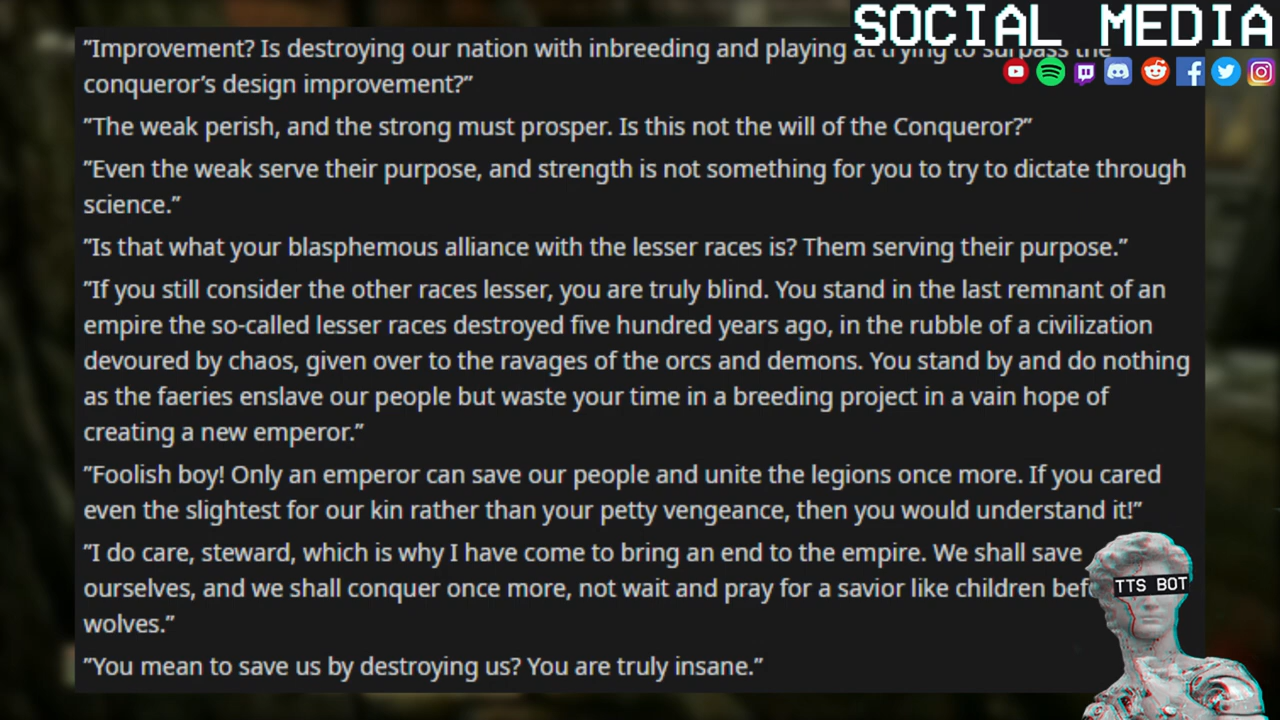 SOCIAL MEDIA
”Improvement? Is destroying our nation with inbreeding and playing at trying to surpass the
conqueror’s design improvement?”
”The weak perish, and the strong must prosper. Is this not the will of the Conqueror?”
”Even the weak serve their purpose, and strength is not something for you to try to dictate through
science.”
”Is that what your blasphemous alliance with the lesser races is? Them serving their purpose.”
”If you still consider the other races lesser, you are truly blind. You stand in the last remnant of an
empire the so-called lesser races destroyed five hundred years ago, in the rubble of a civilization
devoured by chaos, given over to the ravages of the orcs and demons. You stand by and do nothing
as the faeries enslave our people but waste your time in a breeding project in a vain hope of
creating a new emperor.”
”Foolish boy! Only an emperor can save our people and unite the legions once more. If you cared
even the slightest for our kin rather than your petty vengeance, then you would understand it!”
”I do care, steward, which is why I have come to bring an end to the empire. We shall save
ourselves, and we shall conquer once more, not wait and pray for a savior like children
wolves.”
”You mean to save us by destroying us? You are truly insane.”
TTS BOT